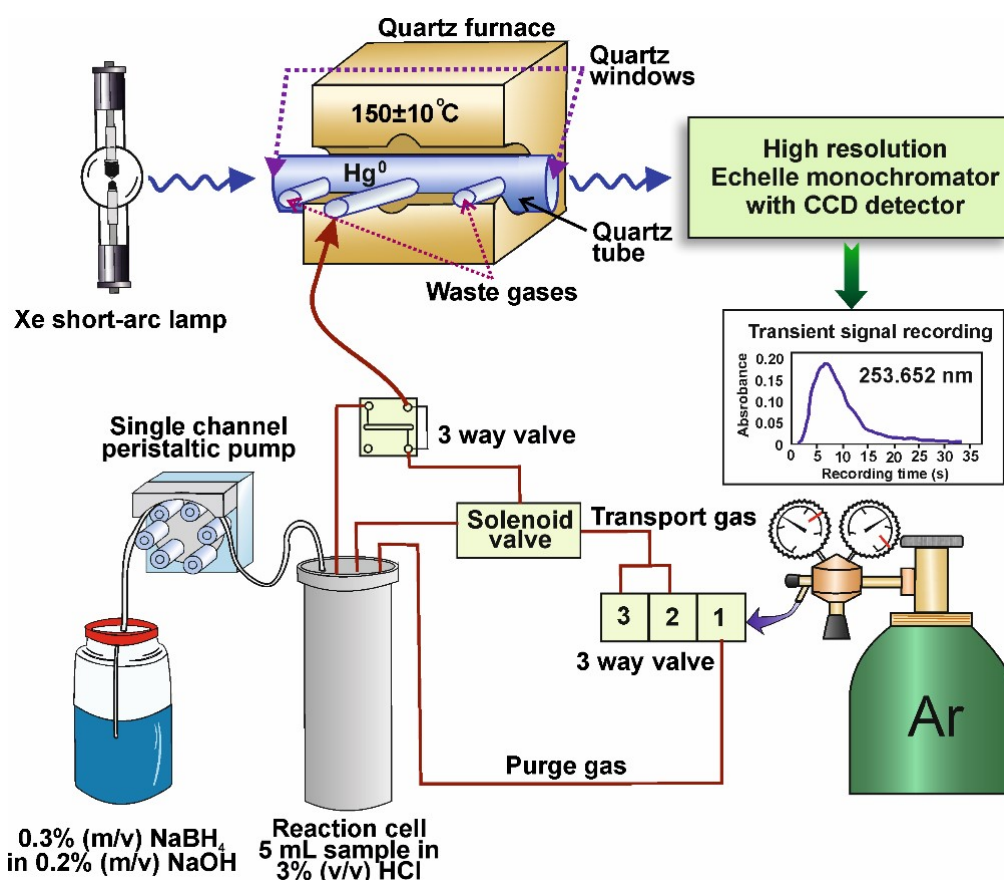 Quartz furnace
Quartz
windows
150±10 °C
Hg⁰
High resolution
Echelle monochromator
with CCD detector
Quartz
tube
Waste gases
Xe short-arc lamp
Transient signal recording
253.652 nm
Absrobance
0.20
0.15
0.10
0.05
0
0 5 10 15 20 25 30 35
Recording time (s)
3 way valve
Single channel
peristaltic pump
Solenoid
valve
Transport gas
3 2 1
3 way valve
Ar
Purge gas
0.3% (m/v) NaBH₄
in 0.2% (m/v) NaOH
Reaction cell
5 mL sample in
3% (v/v) HCl